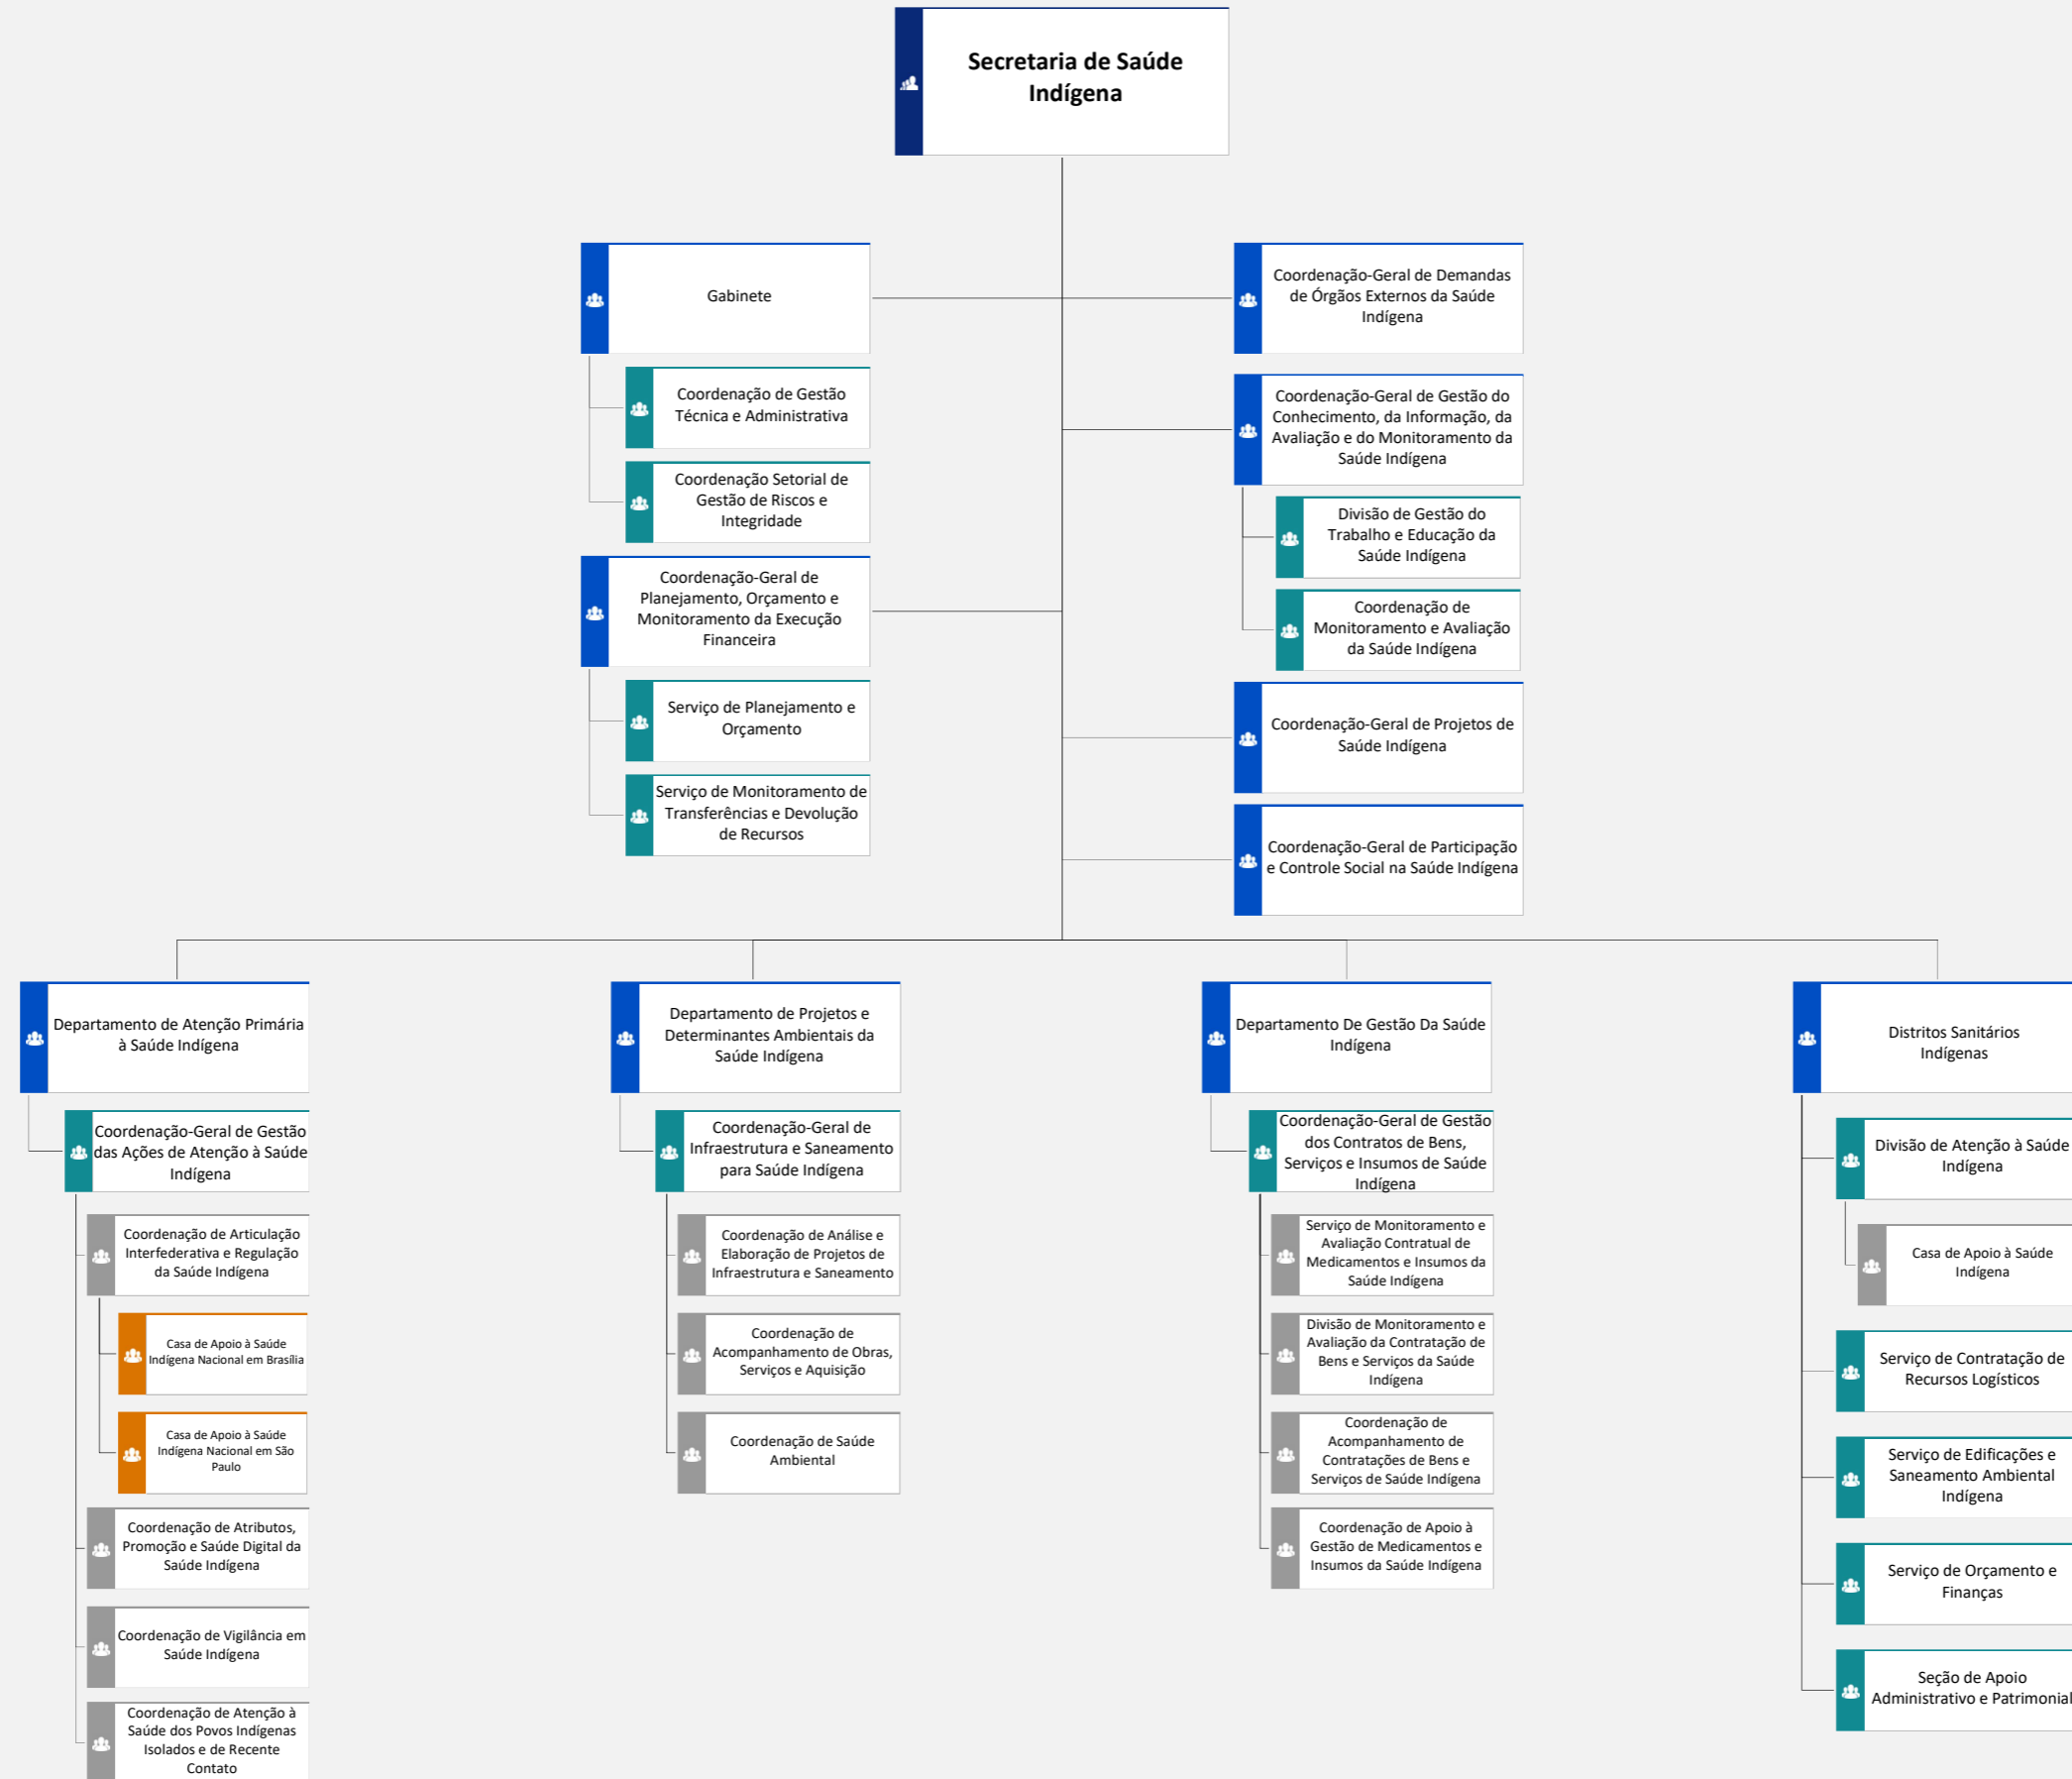 Secretaria de Saúde
Indígena
Gabinete
Coordenação de Gestão
Técnica e Administrativa
Coordenação Setorial de
Gestão de Riscos e
Integridade
Coordenação-Geral de
Planejamento, Orçamento e
Monitoramento da Execução
Financeira
Serviço de Planejamento e
Orçamento
Serviço de Monitoramento de
Transferências e Devolução
de Recursos
Coordenação-Geral de Demandas
de Órgãos Externos da Saúde
Indígena
Coordenação-Geral de Gestão do
Conhecimento, da Informação, da
Avaliação e do Monitoramento da
Saúde Indígena
Divisão de Gestão do
Trabalho e Educação da
Saúde Indígena
Coordenação de
Monitoramento e Avaliação
da Saúde Indígena
Coordenação-Geral de Projetos de
Saúde Indígena
Coordenação-Geral de Participação
e Controle Social na Saúde Indígena
Departamento de Atenção Primária
à Saúde Indígena
Coordenação-Geral de Gestão
das Ações de Atenção à Saúde
Indígena
Coordenação de Articulação
Interfederativa e Regulação
da Saúde Indígena
Casa de Apoio à Saúde
Indígena Nacional em Brasília
Casa de Apoio à Saúde
Indígena Nacional em São
Paulo
Coordenação de Atributos,
Promoção e Saúde Digital da
Saúde Indígena
Coordenação de Vigilância em
Saúde Indígena
Coordenação de Atenção à
Saúde dos Povos Indígenas
Isolados e de Recente
Contato
Departamento de Projetos e
Determinantes Ambientais da
Saúde Indígena
Coordenação-Geral de
Infraestrutura e Saneamento
para Saúde Indígena
Coordenação de Análise e
Elaboração de Projetos de
Infraestrutura e Saneamento
Coordenação de
Acompanhamento de Obras,
Serviços e Aquisição
Coordenação de Saúde
Ambiental
Departamento De Gestão Da Saúde
Indígena
Coordenação-Geral de Gestão
dos Contratos de Bens,
Serviços e Insumos de Saúde
Indígena
Serviço de Monitoramento e
Avaliação Contratual de
Medicamentos e Insumos da
Saúde Indígena
Divisão de Monitoramento e
Avaliação da Contratação de
Bens e Serviços da Saúde
Indígena
Coordenação de
Acompanhamento de
Contratações de Bens e
Serviços de Saúde Indígena
Coordenação de Apoio à
Gestão de Medicamentos e
Insumos da Saúde Indígena
Distritos Sanitários
Indígenas
Divisão de Atenção à Saúde
Indígena
Casa de Apoio à Saúde
Indígena
Serviço de Contratação de
Recursos Logísticos
Serviço de Edificações e
Saneamento Ambiental
Indígena
Serviço de Orçamento e
Finanças
Seção de Apoio
Administrativo e Patrimonial